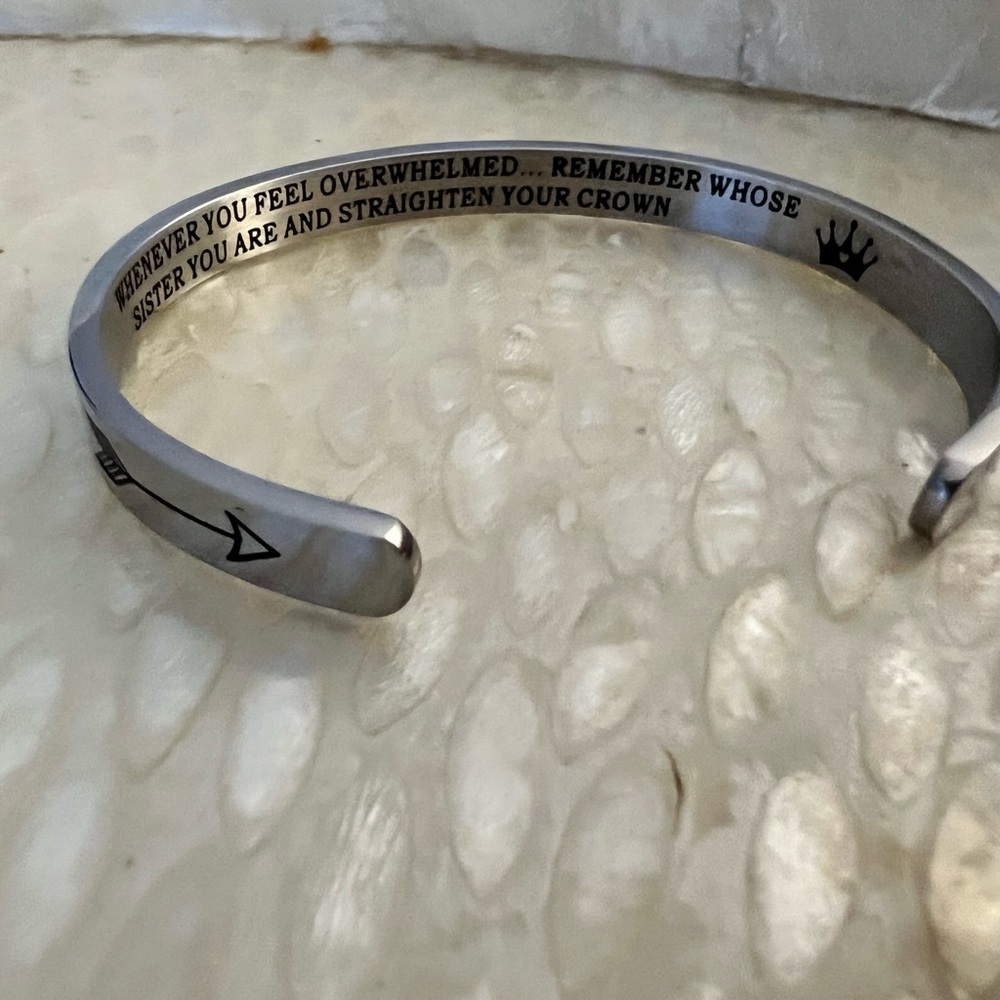 WHENEVER YOU FEEL OVERWHELMED... REMEMBER WHOSE
SISTER YOU ARE AND STRAIGHTEN YOUR CROWN